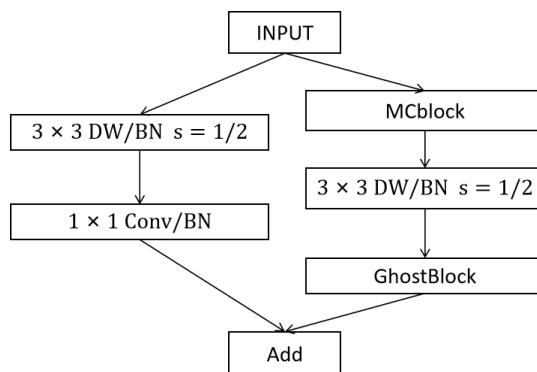 INPUT
3 × 3 DW/BN s = 1/2
1 × 1 Conv/BN
MCblock
3 × 3 DW/BN s = 1/2
GhostBlock
Add